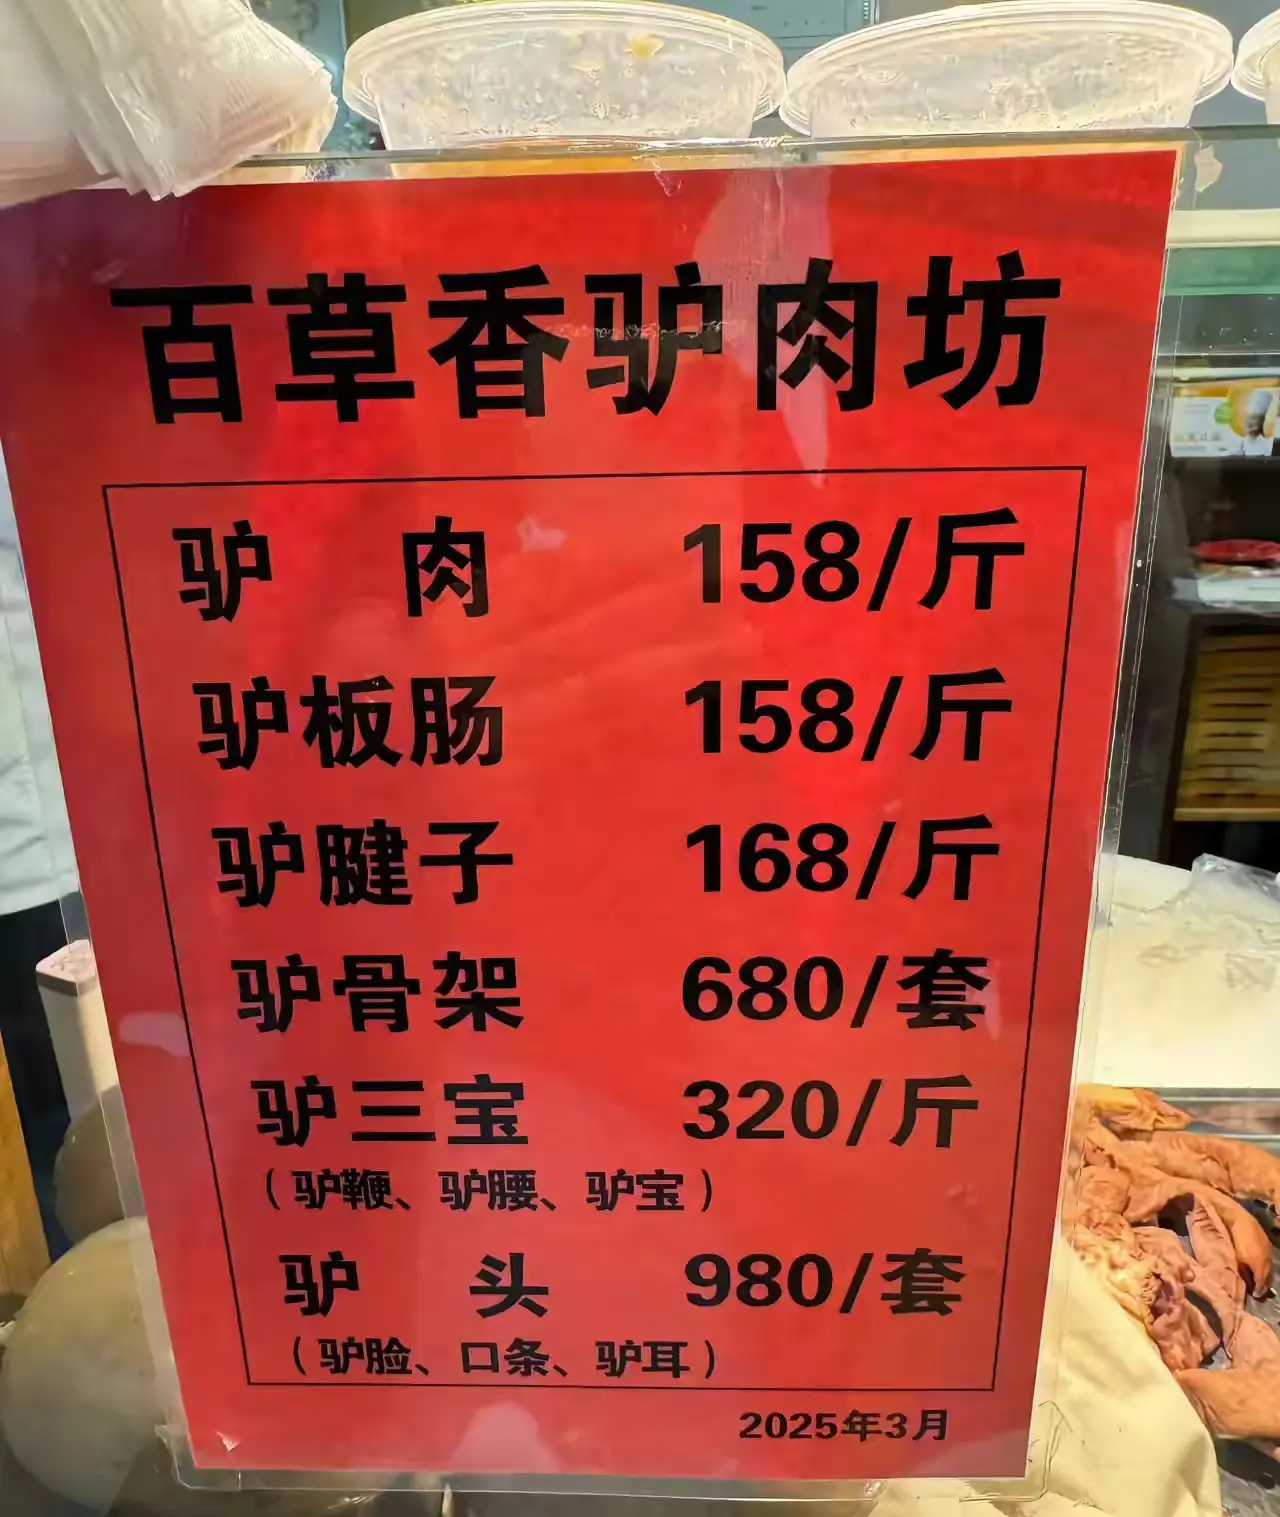 百草香驴肉坊
驴 肉 158/斤
驴板肠 158/斤
驴腱子 168/斤
驴骨架 680/套
驴三宝 320/斤
（驴鞭、驴腰、驴宝）
驴 头 980/套
（驴脸、口条、驴耳）
2025年3月